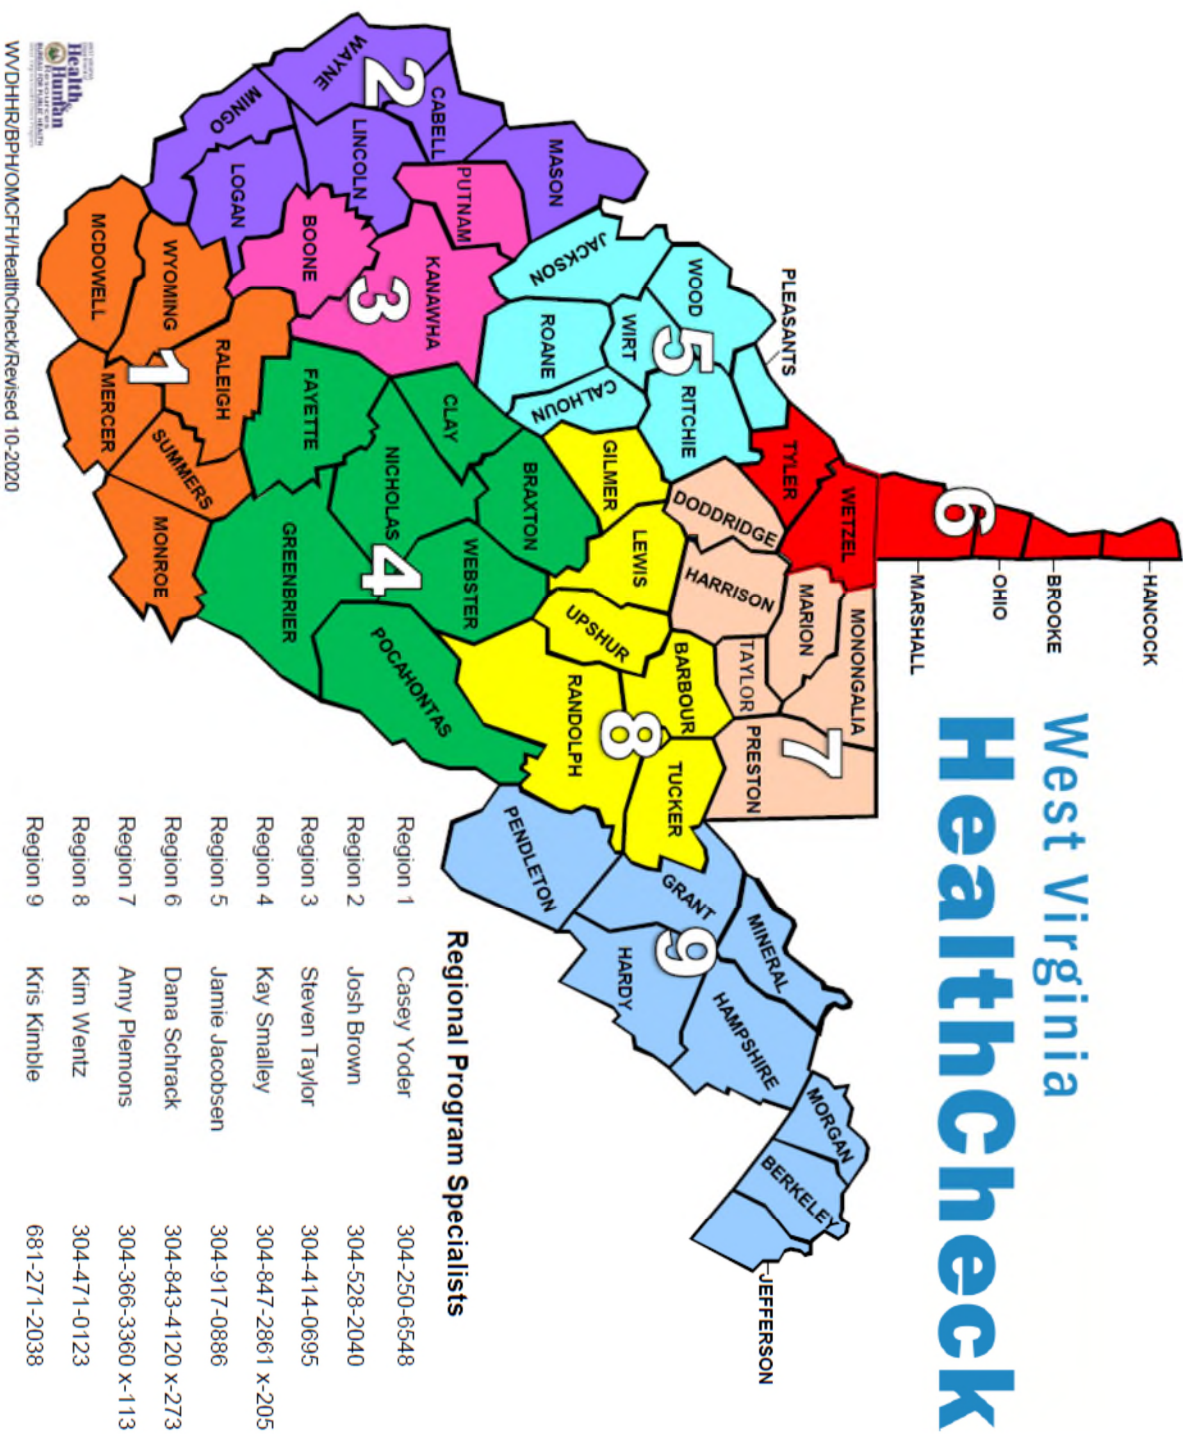 West Virginia
HealthCheck
HANCOCK
BROOKE
OHIO
MARSHALL
6
PLEASANTS
TYLER
WETZEL
MONONGALIA
MARION
7
WOOD
5
RITCHIE
DODDRIDGE
HARRISON
TAYLOR
PRESTON
MINERAL
MORGAN
BERKELEY
JEFFERSON
HAMPSHIRE
JACKSON
WIRT
CALHOUN
GILMER
LEWIS
UPSHUR
BARBOUR
8
TUCKER
GRANT
9
HARDY
MASON
ROANE
BRAXTON
RANDOLPH
PENDLETON
PUTNAM
KANAWHA
CLAY
WEBSTER
CABELL
2
WAYNE
LINCOLN
3
NICHOLAS
4
POCAHONTAS
BOONE
FAYETTE
GREENBRIER
MINGO
LOGAN
RALEIGH
SUMMERS
WYOMING
1
MONROE
MCDOWELL
MERCER
Regional Program Specialists
Region 1 Casey Yoder 304-250-6548
Region 2 Josh Brown 304-528-2040
Region 3 Steven Taylor 304-414-0695
Region 4 Kay Smalley 304-847-2861 x-205
Region 5 Jamie Jacobsen 304-917-0886
Region 6 Dana Schrack 304-843-4120 x-273
Region 7 Amy Plemons 304-366-3360 x-113
Region 8 Kim Wentz 304-471-0123
Region 9 Kris Kimble 681-271-2038
Health &
Human
Resources
BUREAU FOR PUBLIC HEALTH
WVDHHR/BPH/OMCFH/HealthCheck/Revised 10-2020